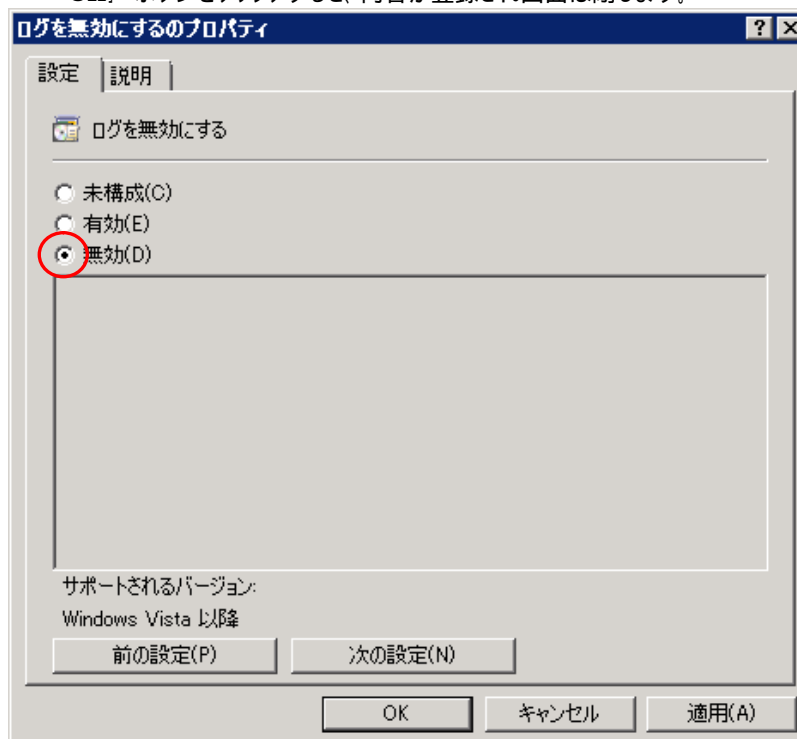 ログを無効にするのプロパティ
設定 説明
ログを無効にする
未構成(C)
有効(E)
無効(D)
サポートされるバージョン:
Windows Vista 以降
前の設定(P) 次の設定(N)
OK キャンセル 適用(A)